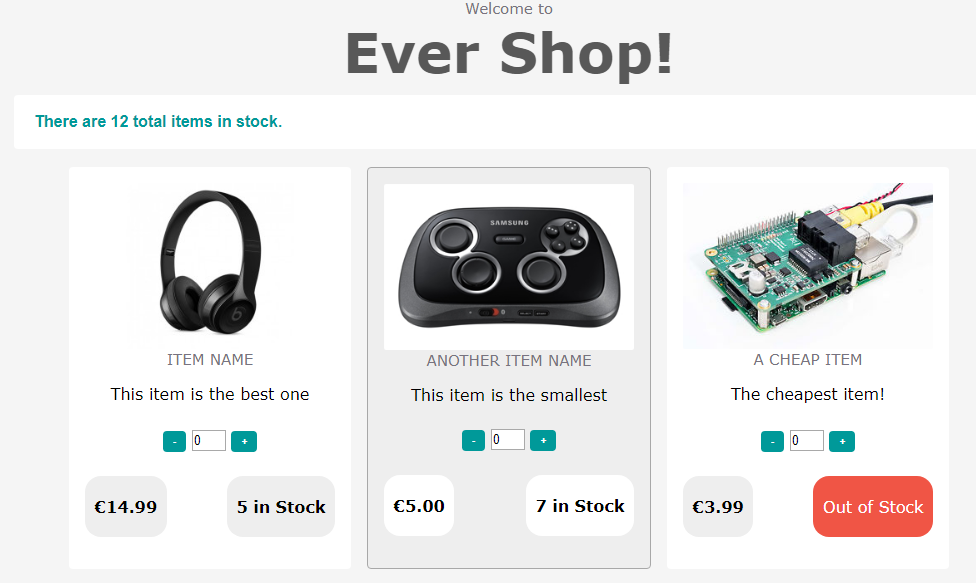 Welcome to
Ever Shop!
There are 12 total items in stock.
SAMSUNG
ITEM NAME
ANOTHER ITEM NAME
A CHEAP ITEM
This item is the best one
This item is the smallest
The cheapest item!
- 0 +
- 0 +
- 0 +
€14.99
5 in Stock
€5.00
7 in Stock
€3.99
Out of Stock